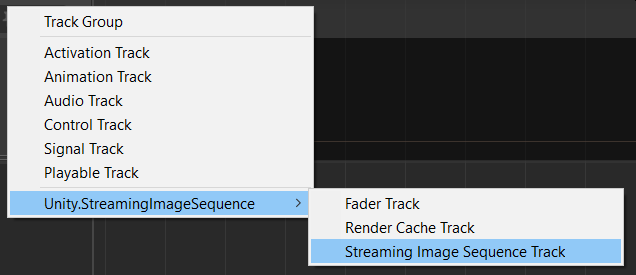 Track Group
Activation Track
Animation Track
Audio Track
Control Track
Signal Track
Playable Track
Unity.StreamingImageSequence
Fader Track
Render Cache Track
Streaming Image Sequence Track